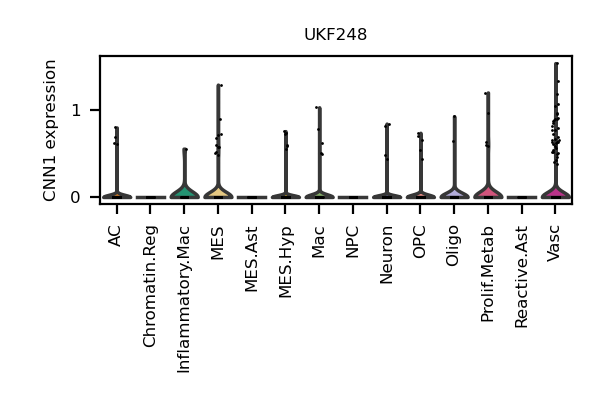 UKF248
CNN1 expression
1
0
AC
Chromatin.Reg
Inflammatory.Mac
MES
MES.Ast
MES.Hyp
Mac
NPC
Neuron
OPC
Oligo
Prolif.Metab
Reactive.Ast
Vasc